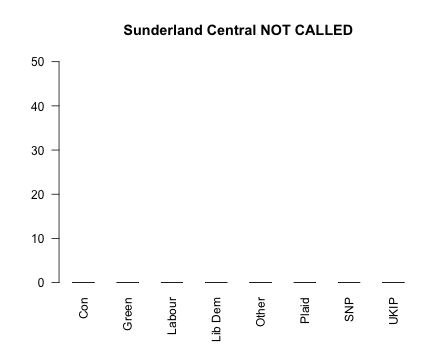 Sunderland Central NOT CALLED
50
40
30
20
10
0
Con
Green
Labour
Lib Dem
Other
Plaid
SNP
UKIP